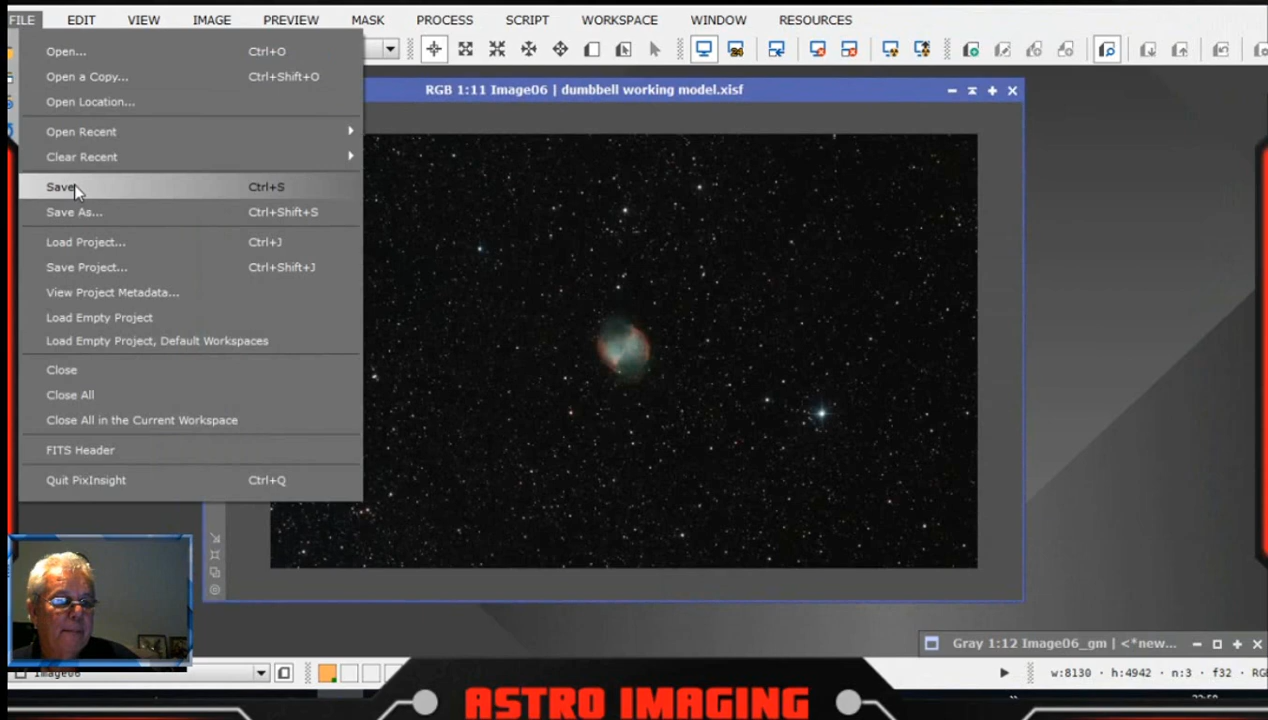 FILE EDIT VIEW IMAGE PREVIEW MASK PROCESS SCRIPT WORKSPACE WINDOW RESOURCES
Open... Ctrl+O
Open a Copy... Ctrl+Shift+O
RGB 1:11 Image06 | dumbbell working model.xisf
Open Location...
Open Recent
Clear Recent
Save Ctrl+S
Save As... Ctrl+Shift+S
Load Project... Ctrl+J
Save Project... Ctrl+Shift+J
View Project Metadata...
Load Empty Project
Load Empty Project, Default Workspaces
Close
Close All
Close All in the Current Workspace
FITS Header
Quit PixInsight Ctrl+Q
Gray 1:12 Image06_gm | <*new...
Image06
w:8130 · h:4942 · n:3 · f32 · RG
ASTRO IMAGING